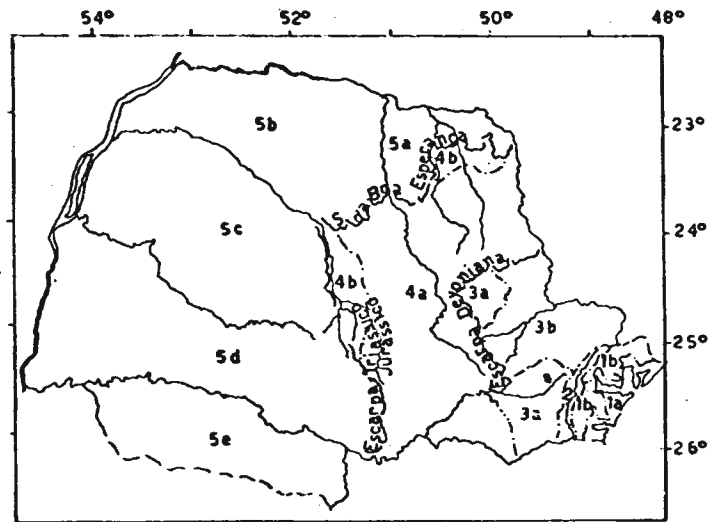 54° 52° 50° 48°
5b
5a
Esperança
4b
23°
S. da Boa
5c
24°
4b
4a
3a
Escarpa Devoniana
3b
Escarpa Triássico
Jurássico
25°
5d
1b
3a
1b
1a
5e
26°